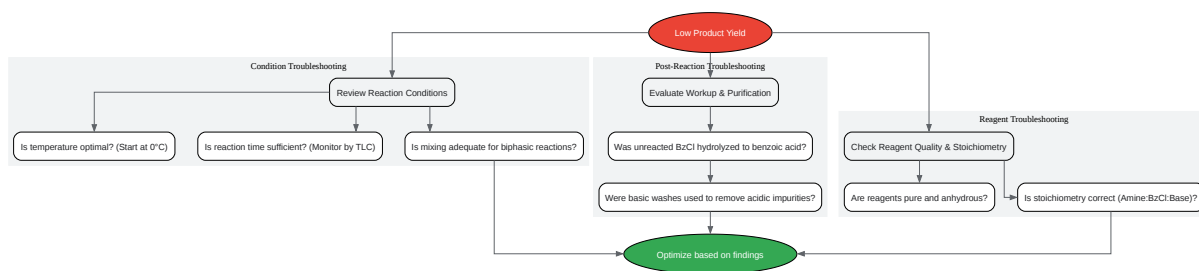 Low Product Yield
Condition Troubleshooting
Review Reaction Conditions
Is temperature optimal? (Start at 0°C)
Is reaction time sufficient? (Monitor by TLC)
Is mixing adequate for biphasic reactions?
Post-Reaction Troubleshooting
Evaluate Workup & Purification
Was unreacted BzCl hydrolyzed to benzoic acid?
Were basic washes used to remove acidic impurities?
Reagent Troubleshooting
Check Reagent Quality & Stoichiometry
Are reagents pure and anhydrous?
Is stoichiometry correct (Amine:BzCl:Base)?
Optimize based on findings